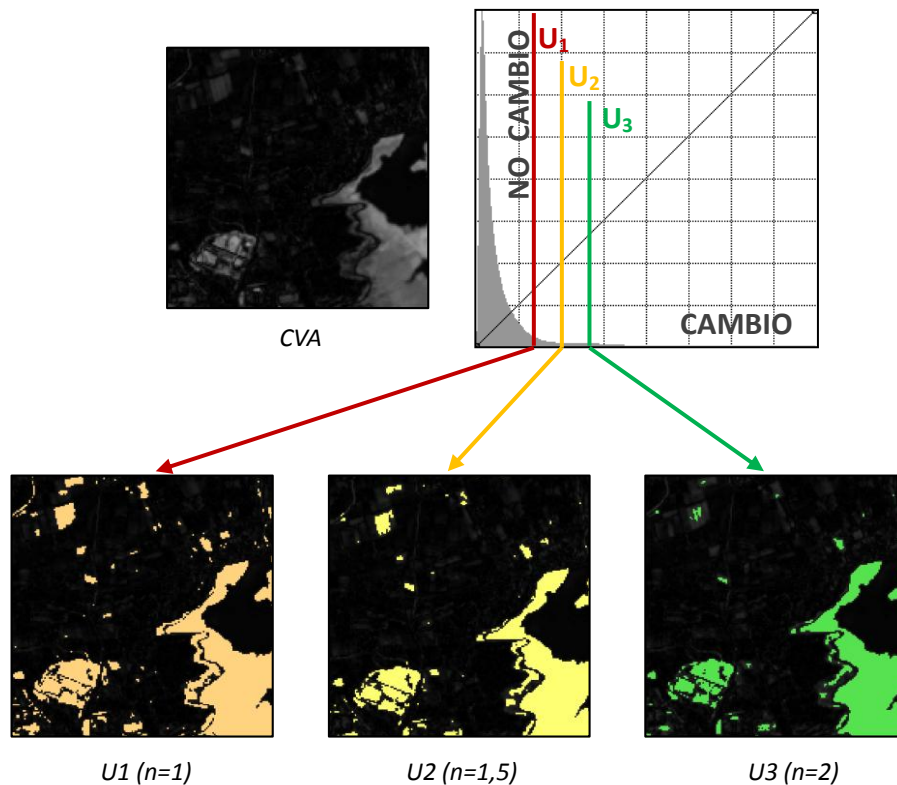 NO CAMBIO
U1
U2
U3
CAMBIO
CVA
U1 (n=1)
U2 (n=1,5)
U3 (n=2)